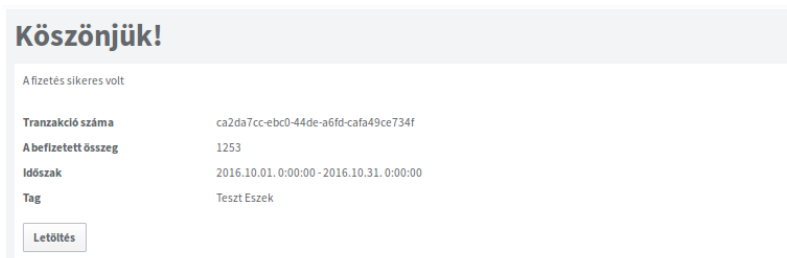 Köszönjük!
A fizetés sikeres volt
Tranzakció száma ca2da7cc-ebc0-44de-a6fd-cafa49ce734f
A befizetett összeg 1253
Időszak 2016.10.01. 0:00:00 - 2016.10.31. 0:00:00
Tag Teszt Eszek
Letöltés